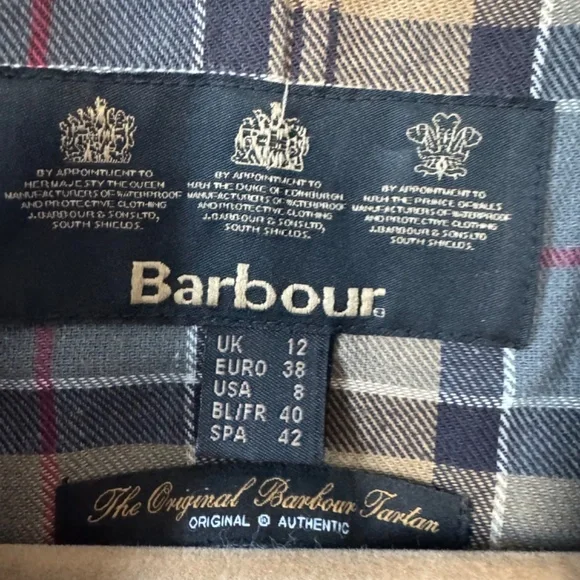 BY APPOINTMENT TO
HER MAJESTY THE QUEEN
MANUFACTURERS OF WATERPROOF
AND PROTECTIVE CLOTHING
J.BARBOUR & SONS LTD,
SOUTH SHIELDS.
BY APPOINTMENT TO
H.R.H THE DUKE OF EDINBURGH
MANUFACTURERS OF WATERPROOF
AND PROTECTIVE CLOTHING
J.BARBOUR & SONS LTD,
SOUTH SHIELDS.
BY APPOINTMENT TO
H.R.H THE PRINCE OF WALES
MANUFACTURERS OF WATERPROOF
AND PROTECTIVE CLOTHING
J.BARBOUR & SONS LTD,
SOUTH SHIELDS.
Barbour®
UK 12
EURO 38
USA 8
BL/FR 40
SPA 42
The Original Barbour Tartan
ORIGINAL ® AUTHENTIC